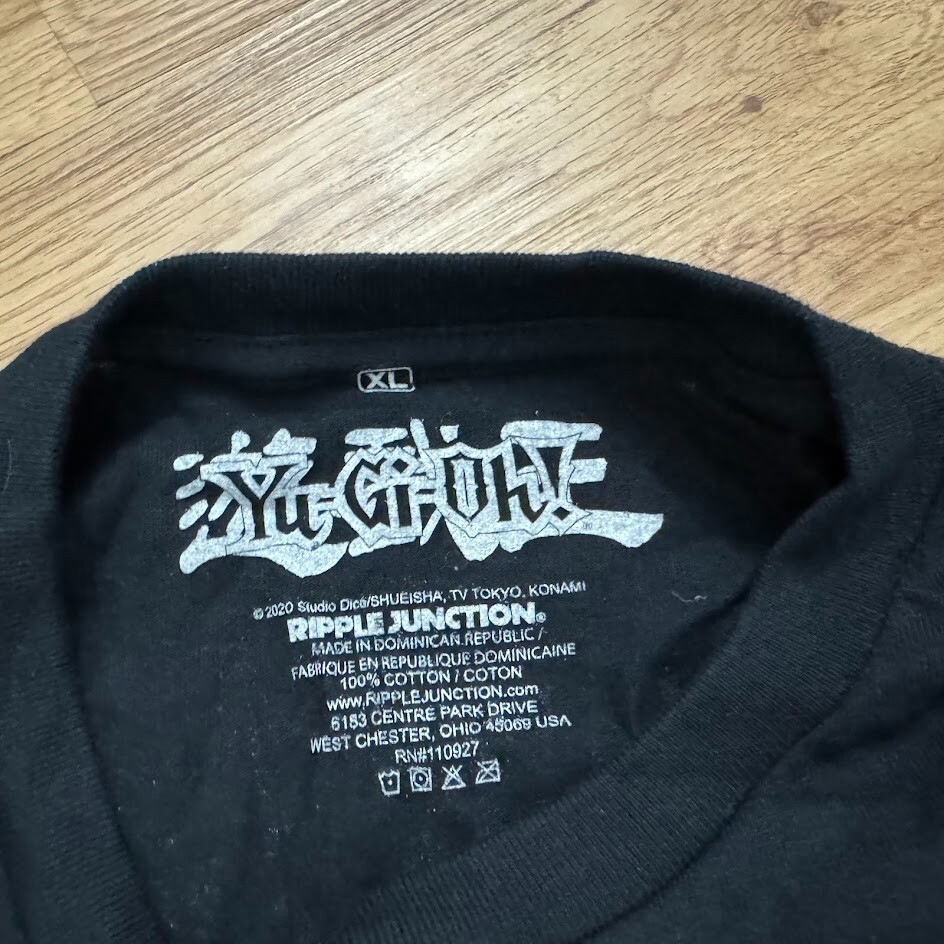 XL
Yu-Gi-Oh!
© 2020 Studio Dice/SHUEISHA, TV TOKYO, KONAMI
RIPPLE JUNCTION®
MADE IN DOMINICAN REPUBLIC /
FABRIQUE EN REPUBLIQUE DOMINICAINE
100% COTTON / COTON
www.RIPPLEJUNCTION.com
6183 CENTRE PARK DRIVE
WEST CHESTER, OHIO 45069 USA
RN#110927